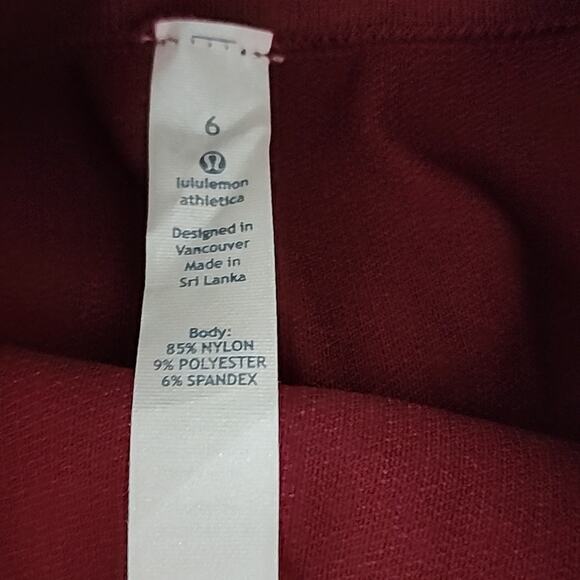 6
lululemon
athletica
Designed in
Vancouver
Made in
Sri Lanka
Body:
85% NYLON
9% POLYESTER
6% SPANDEX